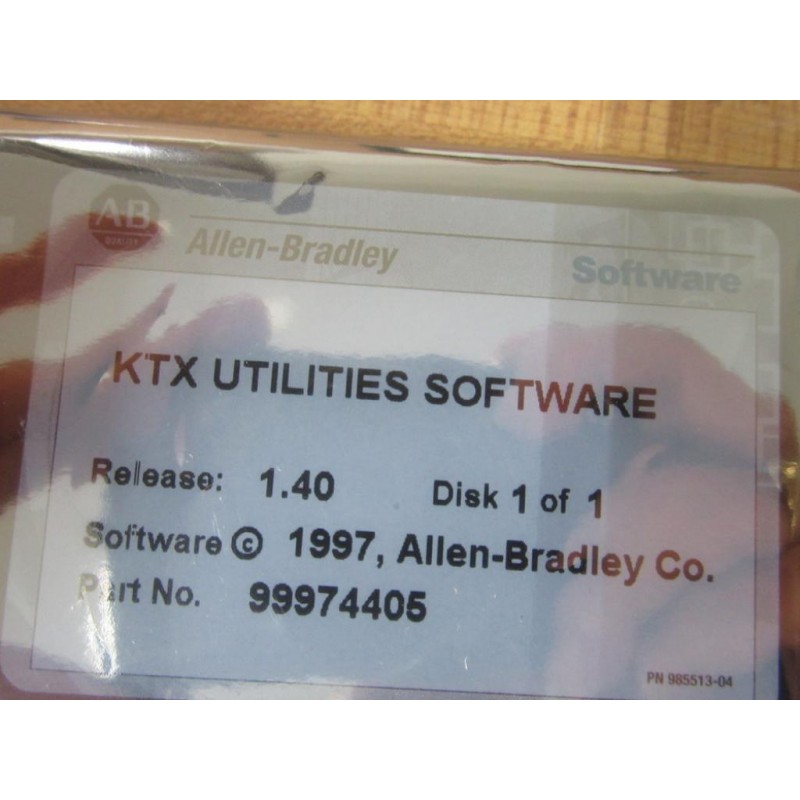 AB
QUALITY
Allen-Bradley
Software
KTX UTILITIES SOFTWARE
Release: 1.40 Disk 1 of 1
Software © 1997, Allen-Bradley Co.
Part No. 99974405
PN 985513-04